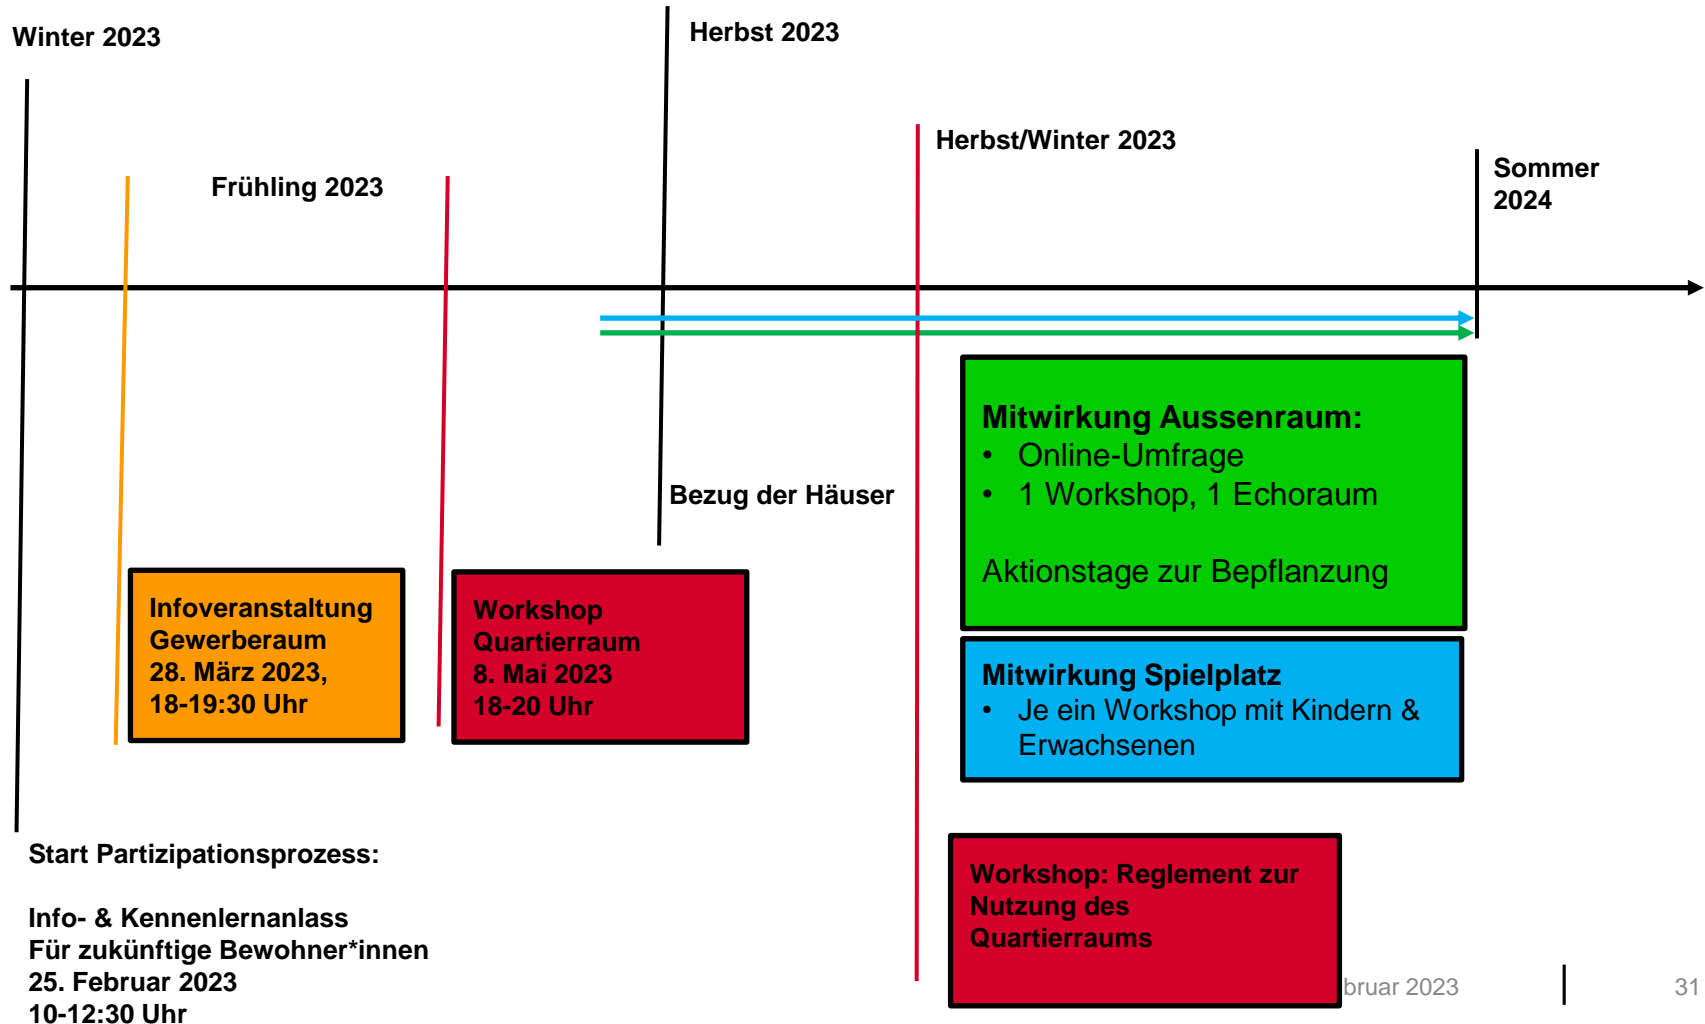 Winter 2023
Herbst 2023
Herbst/Winter 2023
Sommer
2024
Frühling 2023
Bezug der Häuser
Infoveranstaltung
Gewerberaum
28. März 2023,
18-19:30 Uhr
Workshop
Quartierraum
8. Mai 2023
18-20 Uhr
Mitwirkung Aussenraum:
• Online-Umfrage
• 1 Workshop, 1 Echoraum
Aktionstage zur Bepflanzung
Mitwirkung Spielplatz
• Je ein Workshop mit Kindern &
Erwachsenen
Start Partizipationsprozess:
Info- & Kennenlernanlass
Für zukünftige Bewohner*innen
25. Februar 2023
10-12:30 Uhr
Workshop: Reglement zur
Nutzung des
Quartierraums
bruar 2023
31